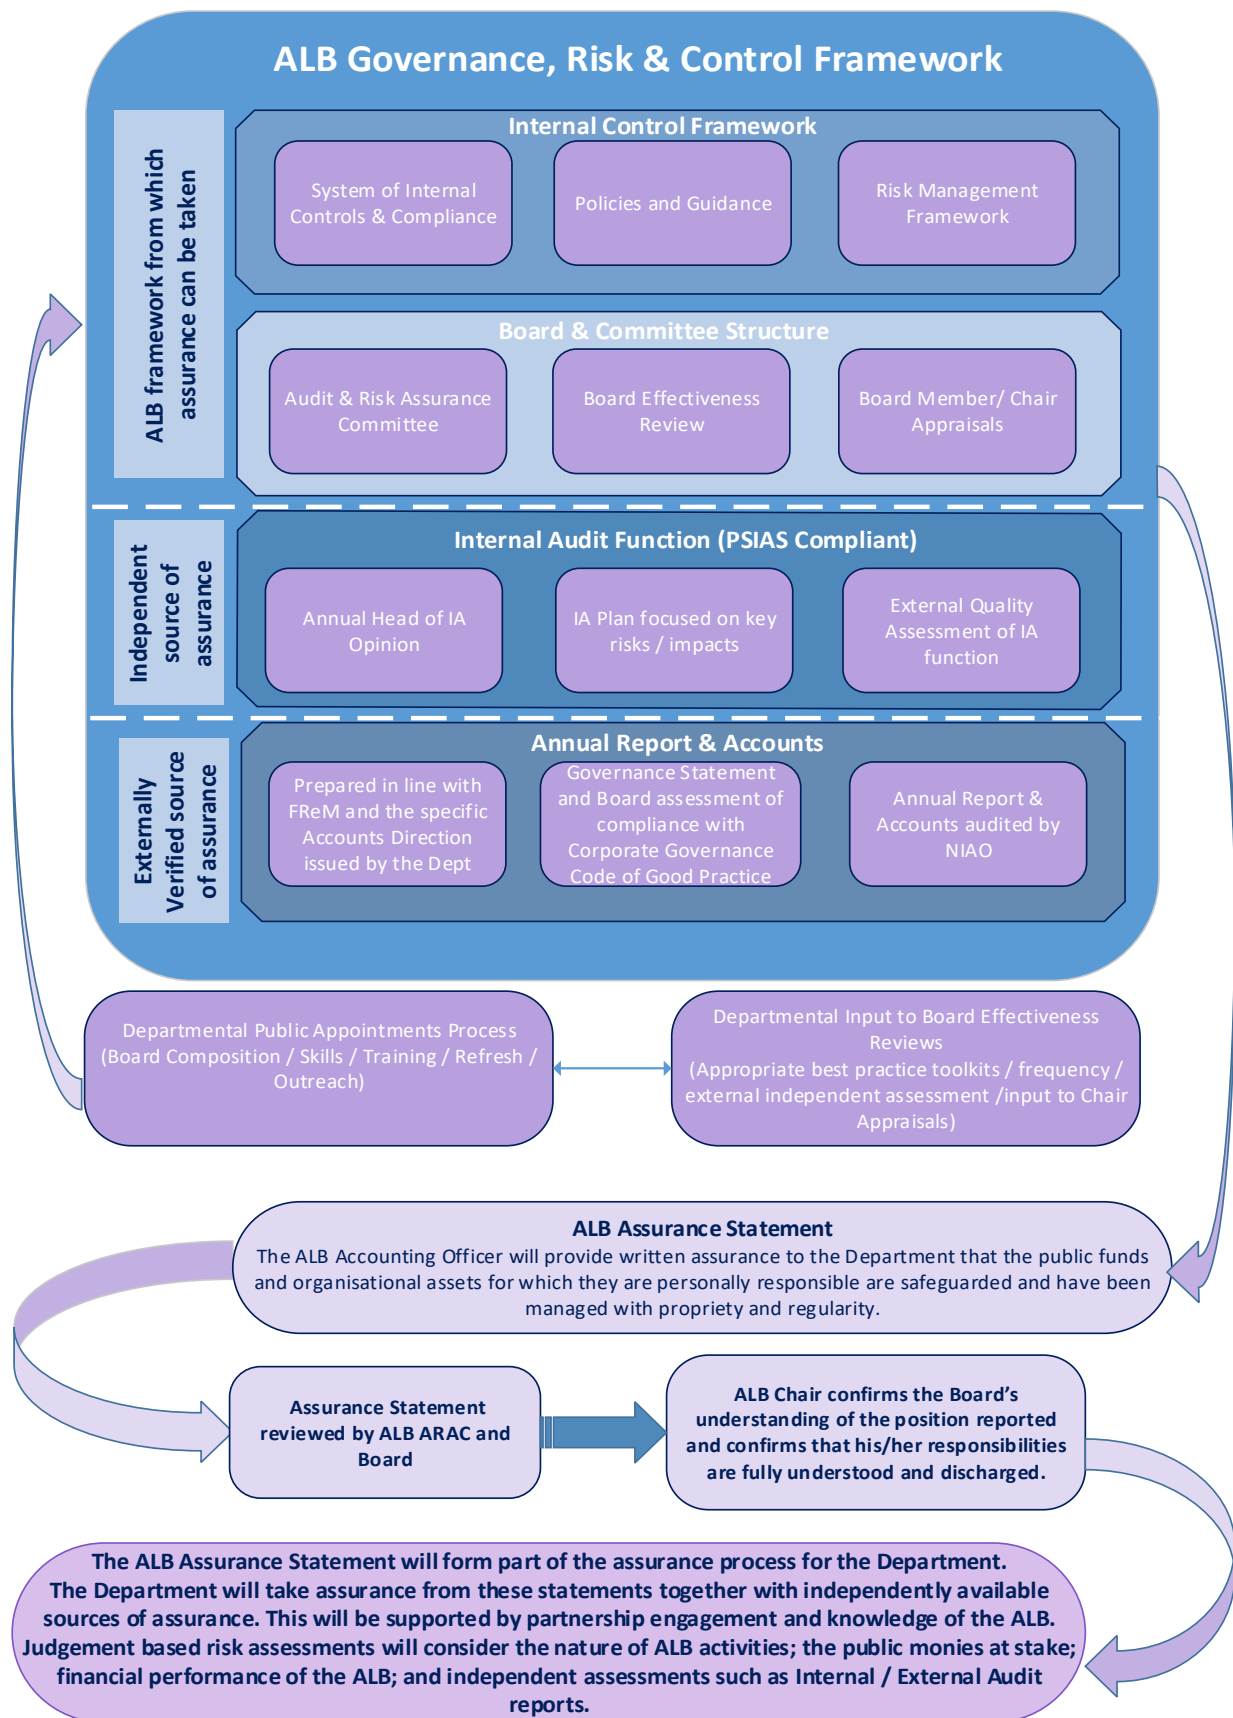 ALB Governance, Risk & Control Framework
ALB framework from which
assurance can be taken
Internal Control Framework
System of Internal
Controls & Compliance
Policies and Guidance
Risk Management
Framework
Board & Committee Structure
Audit & Risk Assurance
Committee
Board Effectiveness
Review
Board Member/ Chair
Appraisals
Independent
source of
assurance
Internal Audit Function (PSIAS Compliant)
Annual Head of IA
Opinion
IA Plan focused on key
risks / impacts
External Quality
Assessment of IA
function
Externally
Verified source
of assurance
Annual Report & Accounts
Prepared in line with
FReM and the specific
Accounts Direction
issued by the Dept
Governance Statement
and Board assessment of
compliance with
Corporate Governance
Code of Good Practice
Annual Report &
Accounts audited by
NIAO
Departmental Public Appointments Process
(Board Composition / Skills / Training / Refresh /
Outreach)
Departmental Input to Board Effectiveness
Reviews
(Appropriate best practice toolkits / frequency /
external independent assessment /input to Chair
Appraisals)
ALB Assurance Statement
The ALB Accounting Officer will provide written assurance to the Department that the public funds
and organisational assets for which they are personally responsible are safeguarded and have been
managed with propriety and regularity.
Assurance Statement
reviewed by ALB ARAC and
Board
ALB Chair confirms the Board’s
understanding of the position reported
and confirms that his/her responsibilities
are fully understood and discharged.
The ALB Assurance Statement will form part of the assurance process for the Department.
The Department will take assurance from these statements together with independently available
sources of assurance. This will be supported by partnership engagement and knowledge of the ALB.
Judgement based risk assessments will consider the nature of ALB activities; the public monies at stake;
financial performance of the ALB; and independent assessments such as Internal / External Audit
reports.